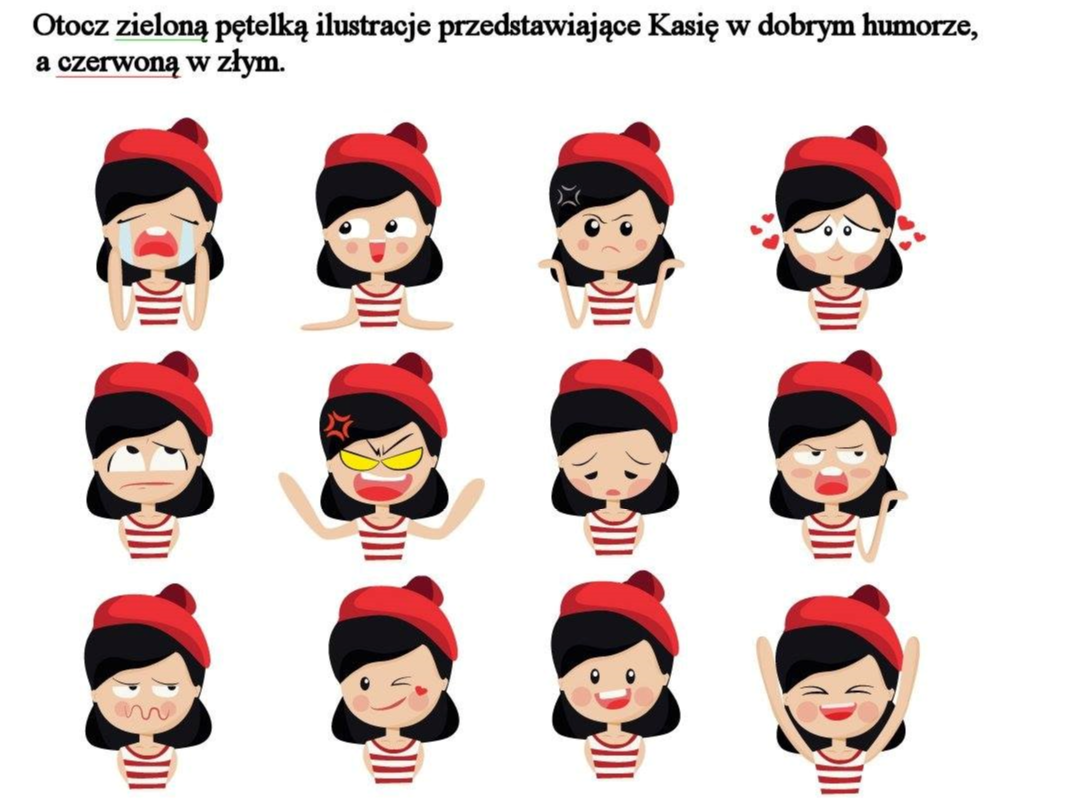 Otocz zieloną pętelką ilustracje przedstawiające Kasię w dobrym humorze,
a czerwoną w złym.